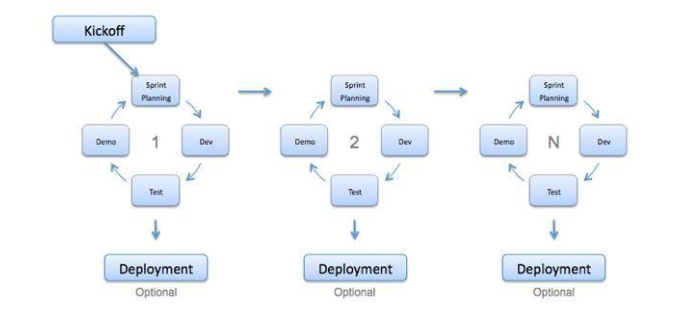 Kickoff
Sprint
Planning
Demo
1
Dev
Test
Deployment
Optional
Sprint
Planning
Demo
2
Dev
Test
Deployment
Optional
Sprint
Planning
Demo
N
Dev
Test
Deployment
Optional